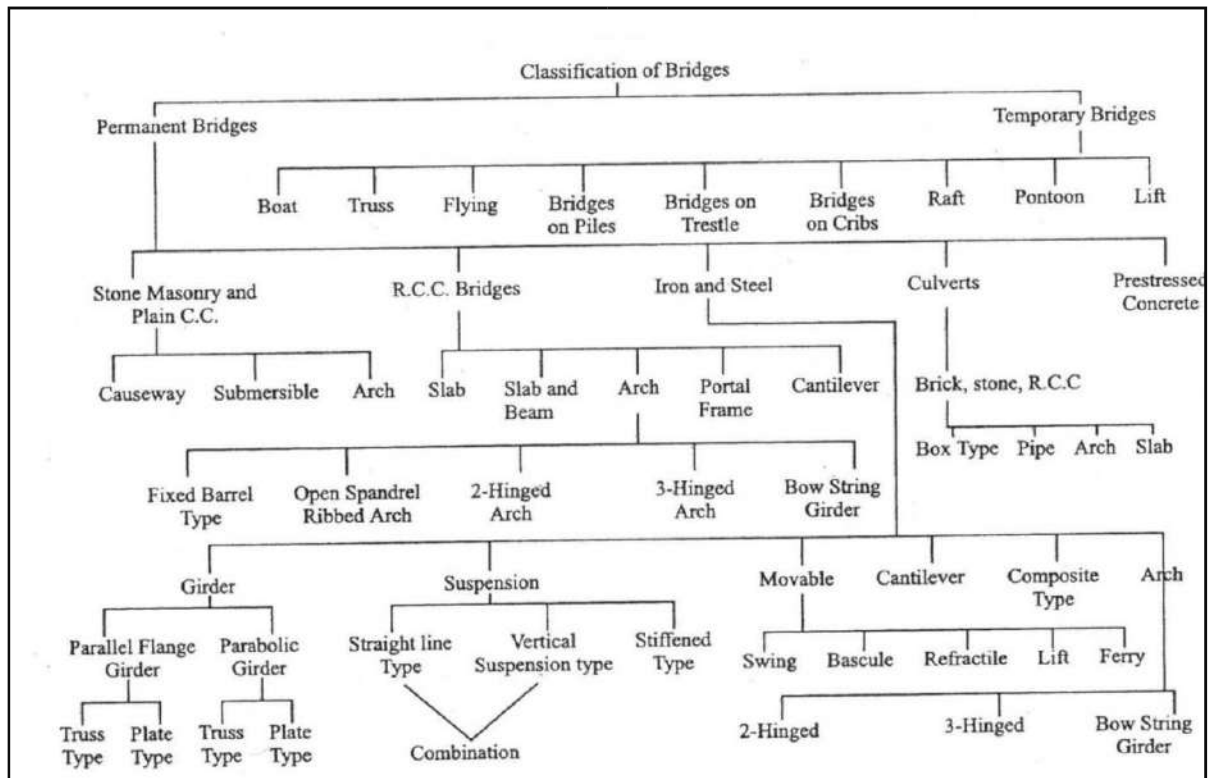 Classification of Bridges
Permanent Bridges
Temporary Bridges
Boat
Truss
Flying
Bridges
on Piles
Bridges on
Trestle
Bridges
on Cribs
Raft
Pontoon
Lift
Stone Masonry and
Plain C.C.
R.C.C. Bridges
Iron and Steel
Culverts
Prestressed
Concrete
Causeway
Submersible
Arch
Slab
Slab and
Beam
Arch
Portal
Frame
Cantilever
Brick, stone, R.C.C
Box Type
Pipe
Arch
Slab
Fixed Barrel
Type
Open Spandrel
Ribbed Arch
2-Hinged
Arch
3-Hinged
Arch
Bow String
Girder
Girder
Suspension
Movable
Cantilever
Composite
Type
Arch
Parallel Flange
Girder
Parabolic
Girder
Straight line
Type
Vertical
Suspension type
Stiffened
Type
Swing
Bascule
Refractile
Lift
Ferry
Truss
Type
Plate
Type
Truss
Type
Plate
Type
Combination
2-Hinged
3-Hinged
Bow String
Girder